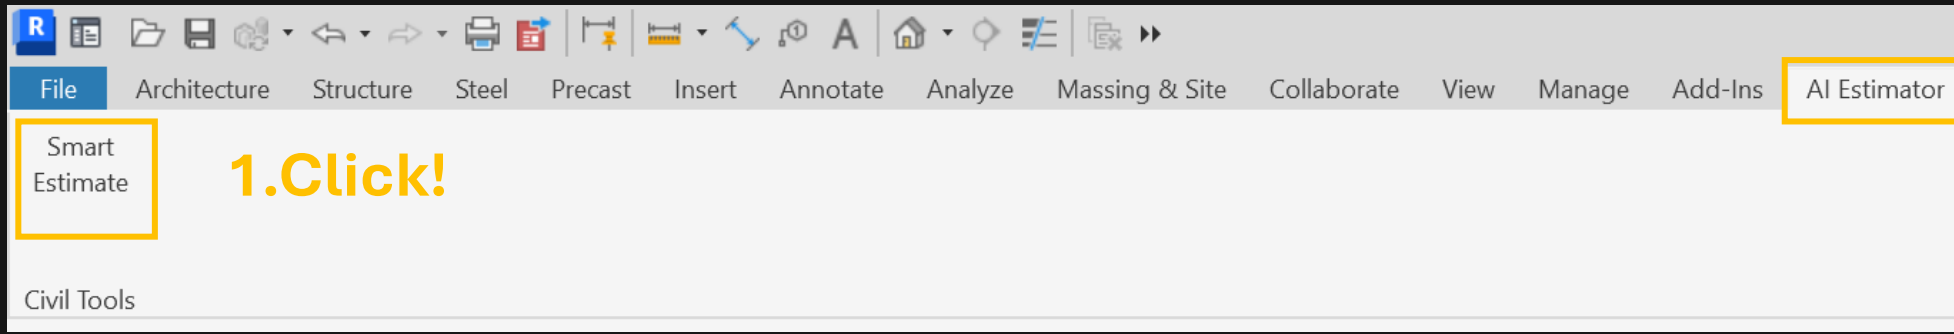 R
File Architecture Structure Steel Precast Insert Annotate Analyze Massing & Site Collaborate View Manage Add-Ins AI Estimator
Smart
Estimate
1.Click!
Civil Tools